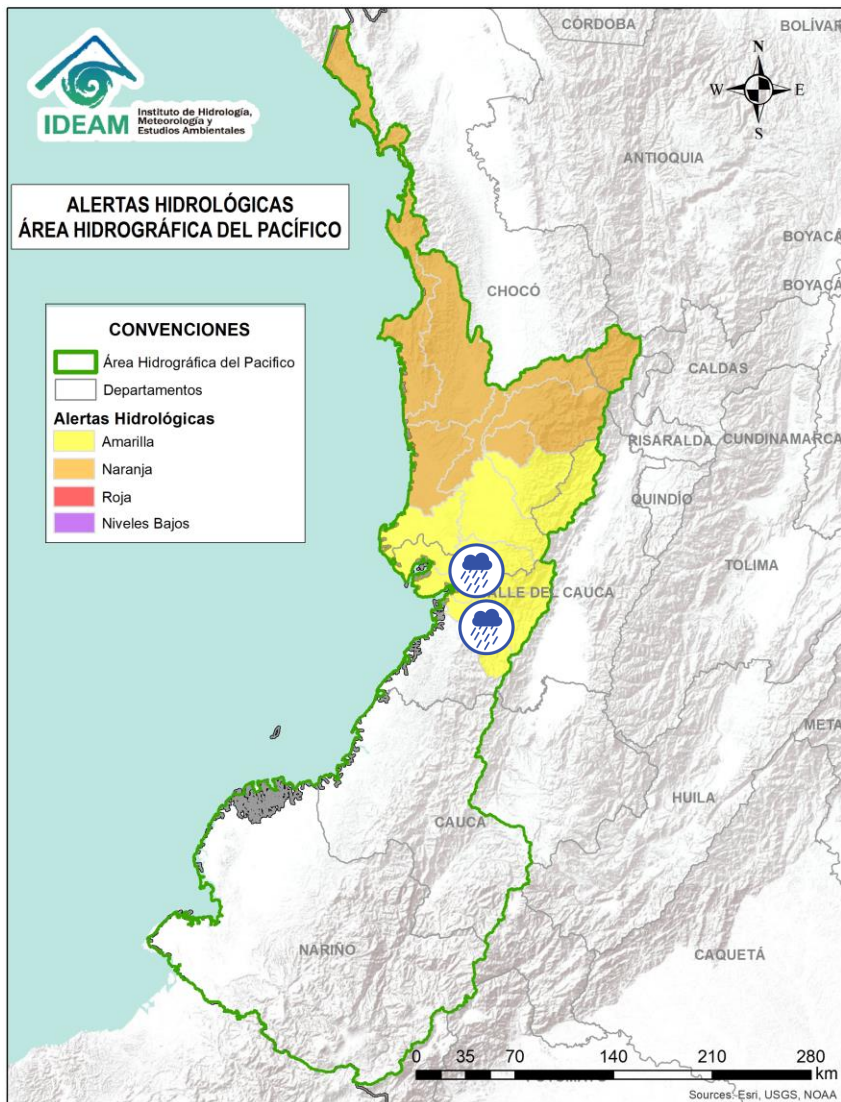 CÓRDOBA
BOLÍVAR
IDEAM
Instituto de Hidrología,
Meteorología y
Estudios Ambientales
N
W
E
S
ANTIOQUIA
ALERTAS HIDROLÓGICAS
ÁREA HIDROGRÁFICA DEL PACÍFICO
BOYACÁ
BOYACÁ
CHOCÓ
CONVENCIONES
Área Hidrográfica del Pacifico
Departamentos
Alertas Hidrológicas
Amarilla
Naranja
Roja
Niveles Bajos
CALDAS
RISARALDA
CUNDINAMARCA
QUINDÍO
TOLIMA
ALLE DEL CAUCA
META
HUILA
CAUCA
NARIÑO
CAQUETÁ
0 35 70 140 210 280
km
Sources: Esri, USGS, NOAA